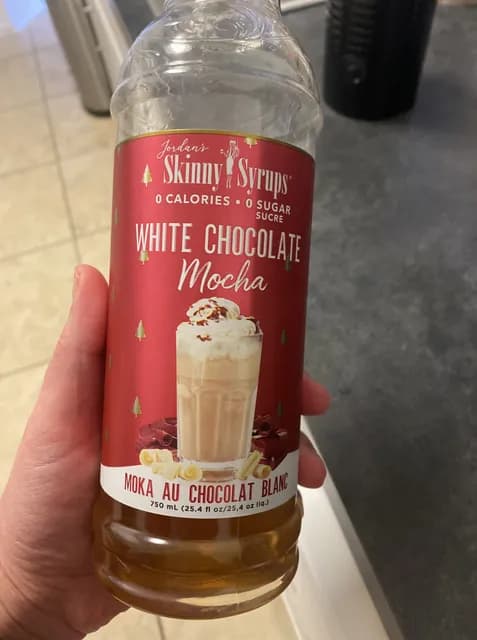 Jordan's
Skinny Syrups
0 CALORIES • 0 SUGAR
SUCRE
WHITE CHOCOLATE
Mocha
MOKA AU CHOCOLAT BLANC
750 mL (25.4 fl oz/25,4 oz liq.)